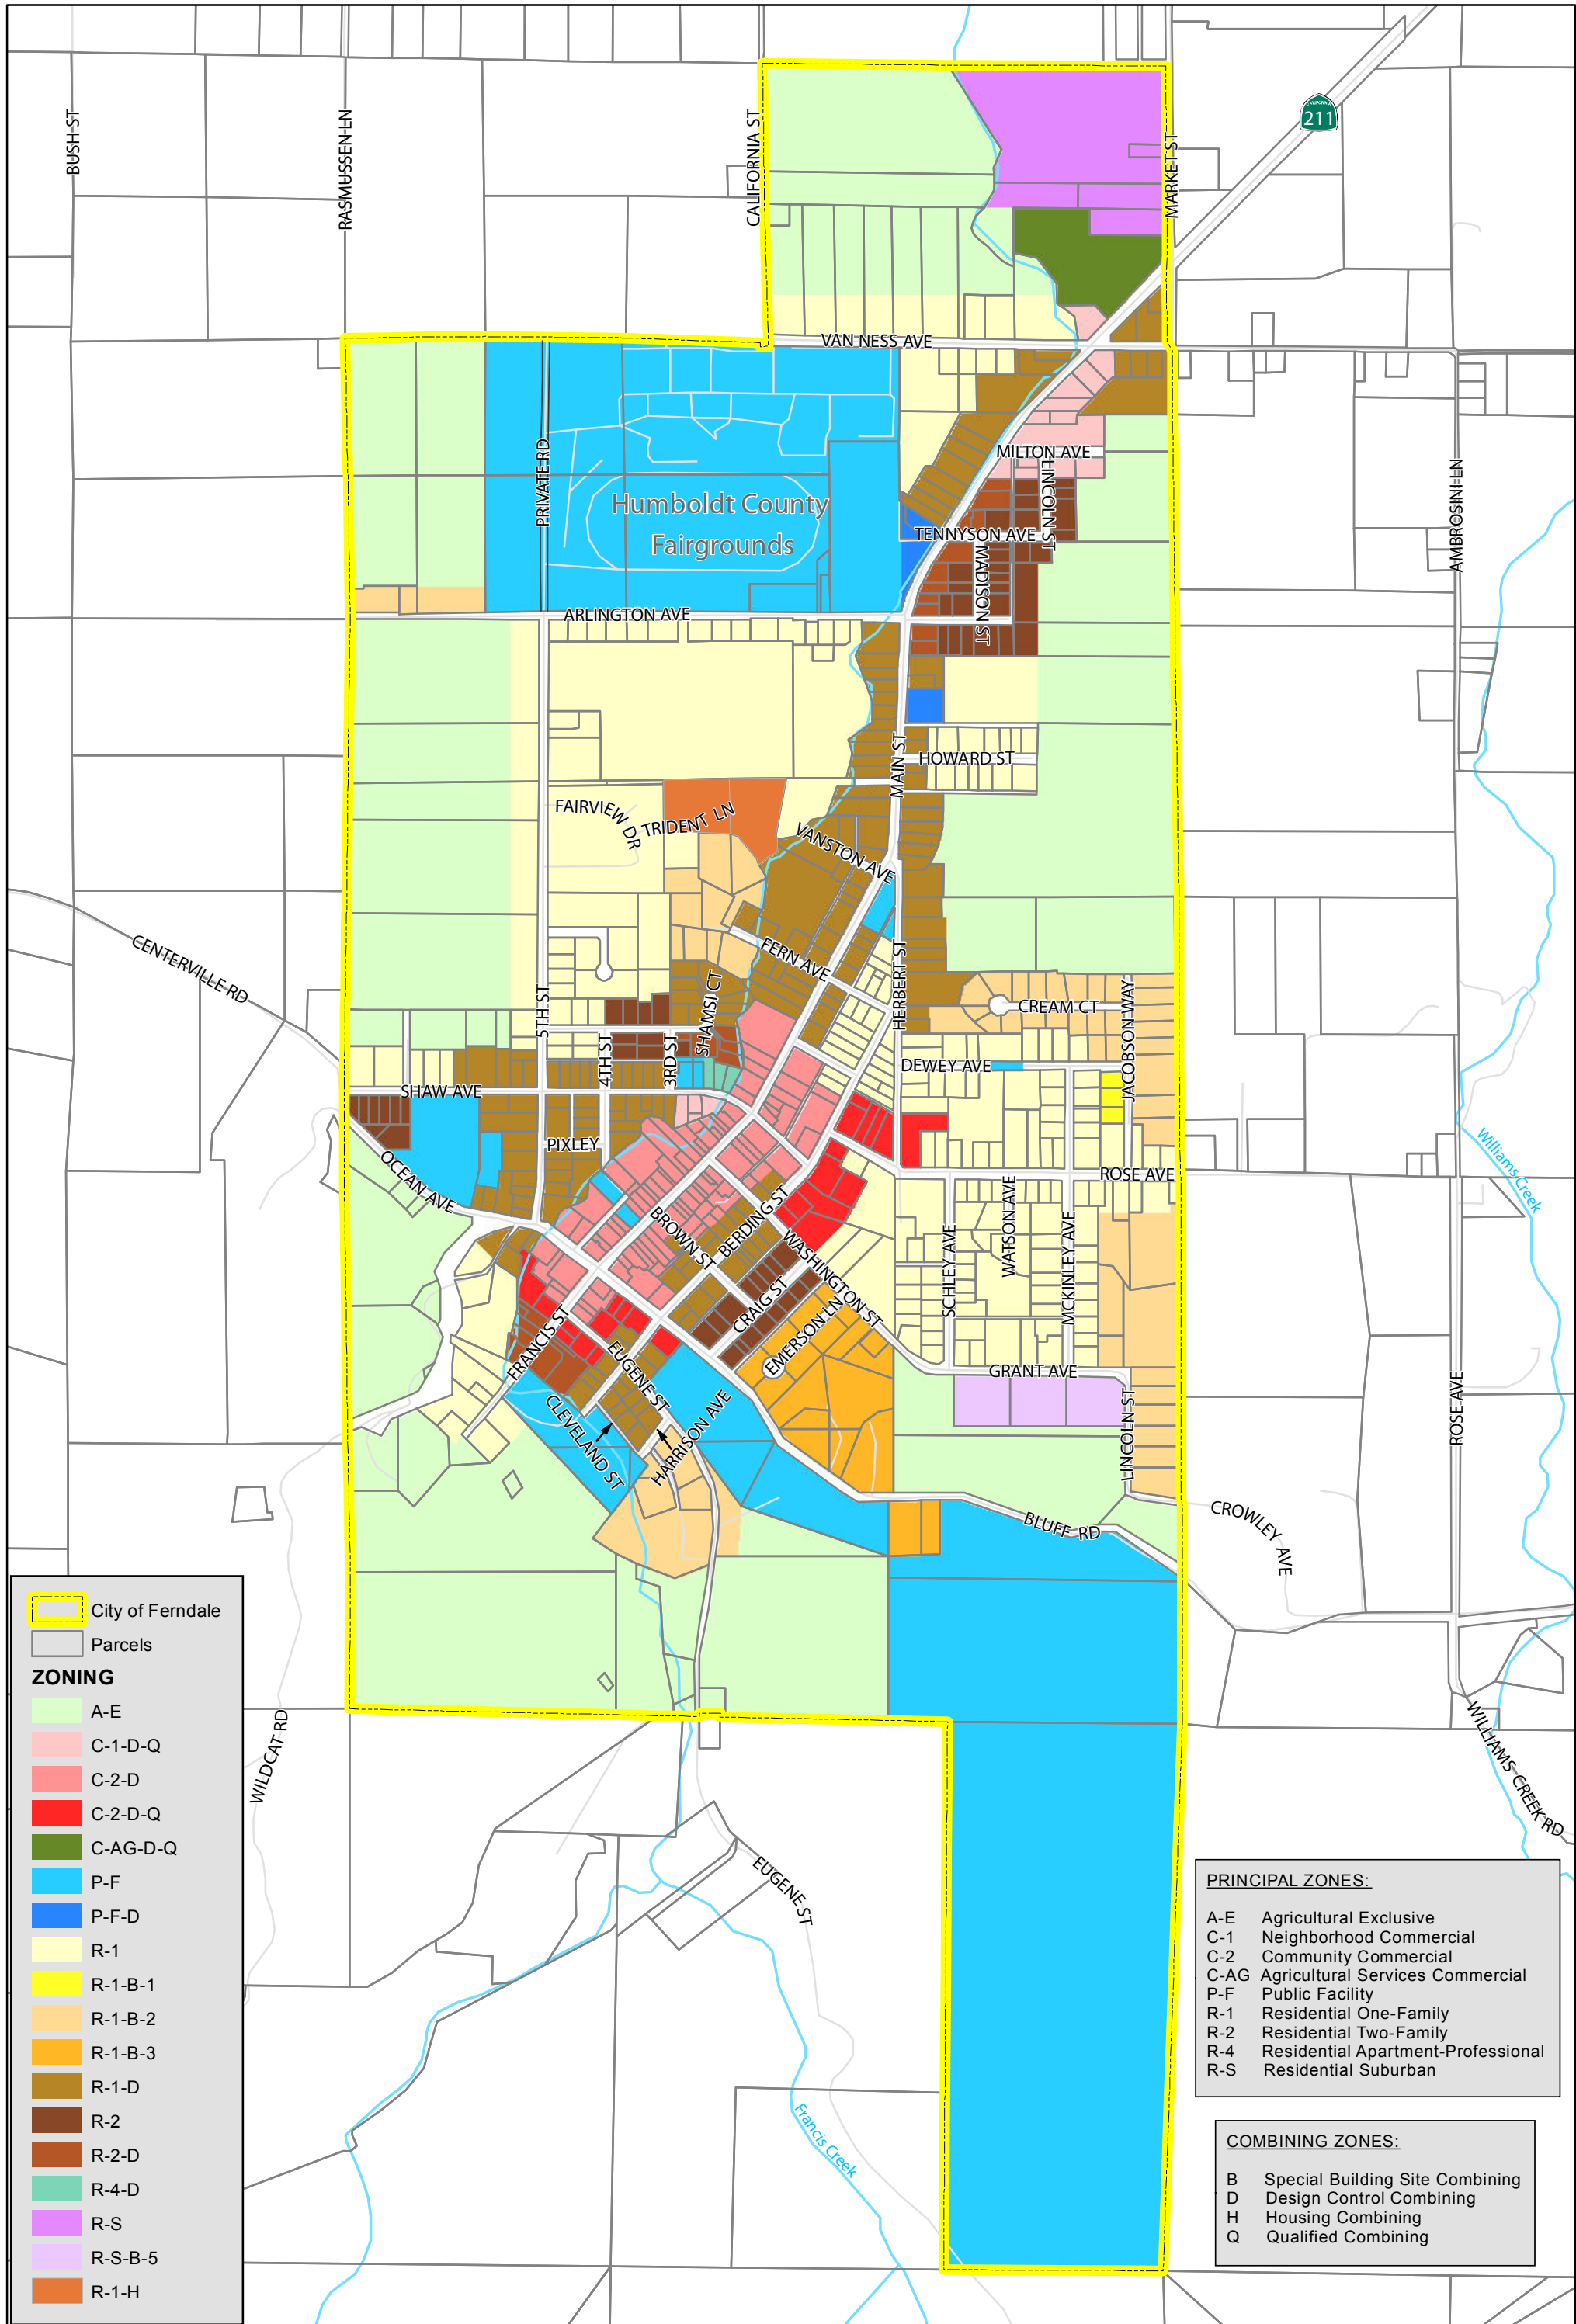 BUSH ST
RASMUSSEN LN
CALIFORNIA ST
MARKET ST
CALIFORNIA
211
VAN NESS AVE
PRIVATE RD
Humboldt County
Fairgrounds
MILTON AVE
LINCOLN ST
TENNYSON AVE
MADISON ST
AMBROSINI LN
ARLINGTON AVE
MAIN ST
HOWARD ST
FAIRVIEW DR
TRIDENT LN
VANSTON AVE
CENTERVILLE RD
FERN AVE
HERBERT ST
5TH ST
SHAMSI CT
CREAM CT
JACOBSON WAY
4TH ST
3RD ST
DEWEY AVE
SHAW AVE
PIXLEY
OCEAN AVE
ROSE AVE
Williams Creek
BROWN ST
BERDING ST
WASHINGTON ST
SCHLEY AVE
WATSON AVE
MCKINLEY AVE
CRAIG ST
EMERSON LN
FRANCIS ST
EUGENE ST
GRANT AVE
CLEVELAND ST
HARRISON AVE
LINCOLN ST
ROSE AVE
BLUFF RD
CROWLEY AVE
WILDCAT RD
WILLIAMS CREEK RD
EUGENE ST
Francis Creek
City of Ferndale
Parcels
ZONING
A-E
C-1-D-Q
C-2-D
C-2-D-Q
C-AG-D-Q
P-F
P-F-D
R-1
R-1-B-1
R-1-B-2
R-1-B-3
R-1-D
R-2
R-2-D
R-4-D
R-S
R-S-B-5
R-1-H
PRINCIPAL ZONES:
A-E Agricultural Exclusive
C-1 Neighborhood Commercial
C-2 Community Commercial
C-AG Agricultural Services Commercial
P-F Public Facility
R-1 Residential One-Family
R-2 Residential Two-Family
R-4 Residential Apartment-Professional
R-S Residential Suburban
COMBINING ZONES:
B Special Building Site Combining
D Design Control Combining
H Housing Combining
Q Qualified Combining